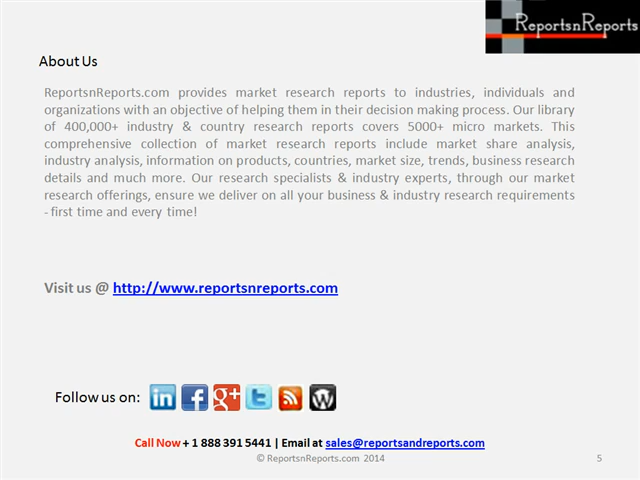 ReportsnReports
About Us
ReportsnReports.com provides market research reports to industries, individuals and
organizations with an objective of helping them in their decision making process. Our library
of 400,000+ industry & country research reports covers 5000+ micro markets. This
comprehensive collection of market research reports include market share analysis,
industry analysis, information on products, countries, market size, trends, business research
details and much more. Our research specialists & industry experts, through our market
research offerings, ensure we deliver on all your business & industry research requirements
- first time and every time!
Visit us @ http://www.reportsnreports.com
Follow us on: in f g+ t W
Call Now + 1 888 391 5441 | Email at sales@reportsandreports.com
© ReportsnReports.com 2014 5